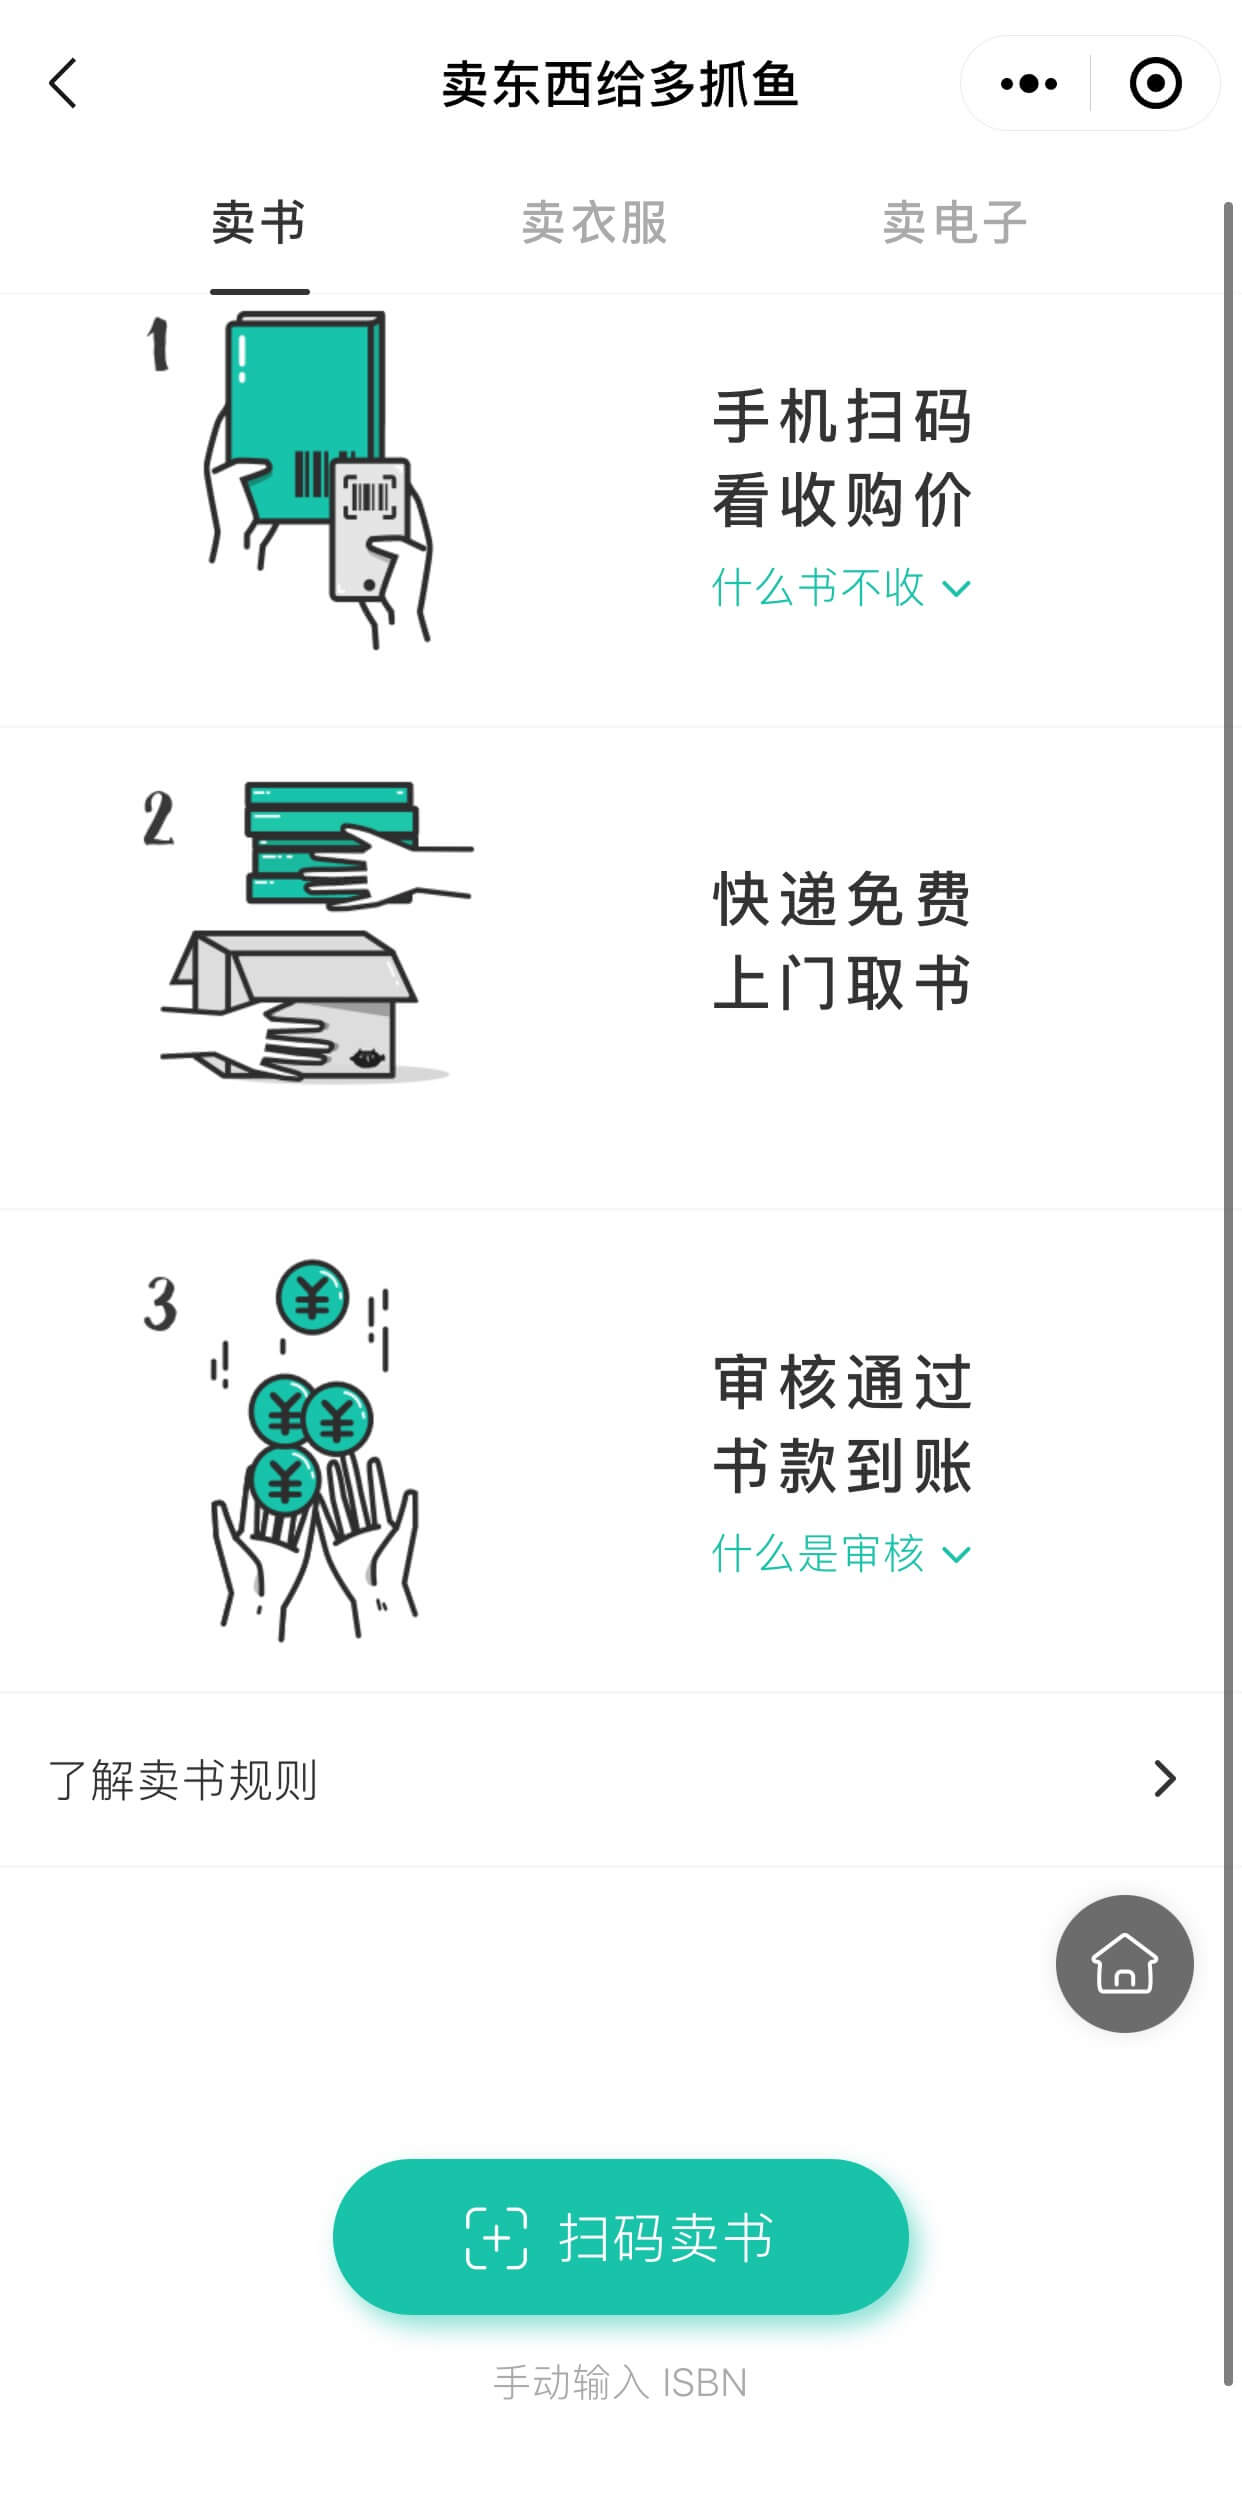 卖东西给多抓鱼
卖书
卖衣服
卖电子
1
手机扫码
看收购价
什么书不收
2
快递免费
上门取书
3
¥
¥
¥
¥
审核通过
书款到账
什么是审核
了解卖书规则
扫码卖书
手动输入 ISBN